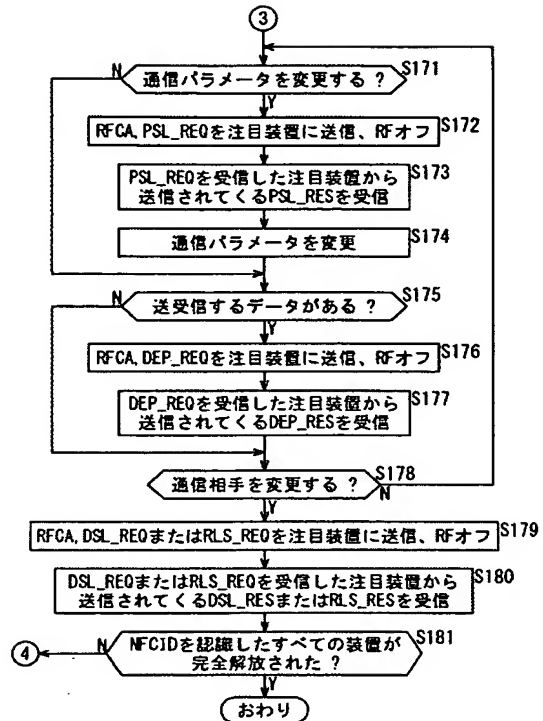 3
N
通信パラメータを変更する ?
S171
Y
RFCA,PSL_REQを注目装置に送信、RFオフ
S172
PSL_REQを受信した注目装置から
送信されてくるPSL_RESを受信
S173
通信パラメータを変更
S174
N
送受信するデータがある ?
S175
Y
RFCA,DEP_REQを注目装置に送信、RFオフ
S176
DEP_REQを受信した注目装置から
送信されてくるDEP_RESを受信
S177
通信相手を変更する ?
S178
N
Y
RFCA,DSL_REQまたはRLS_REQを注目装置に送信、RFオフ
S179
DSL_REQまたはRLS_REQを受信した注目装置から
送信されてくるDSL_RESまたはRLS_RESを受信
S180
N
NFCIDを認識したすべての装置が
完全解放された ?
S181
4
Y
おわり